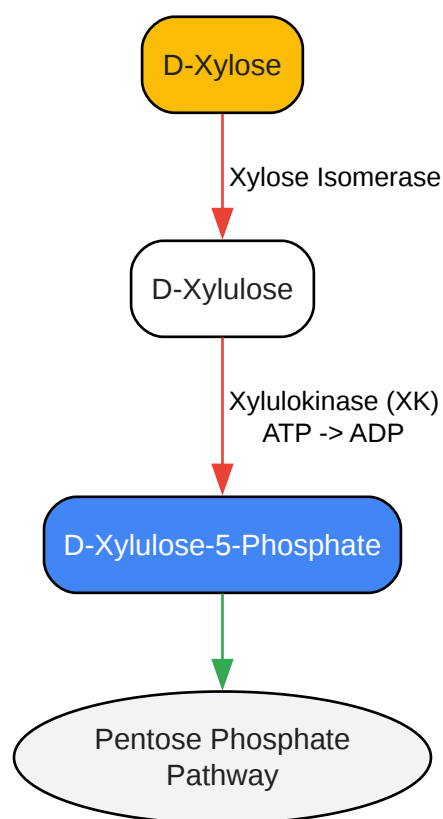 D-Xylose
Xylose Isomerase
D-Xylulose
Xylulokinase (XK)
ATP -> ADP
D-Xylulose-5-Phosphate
Pentose Phosphate
Pathway